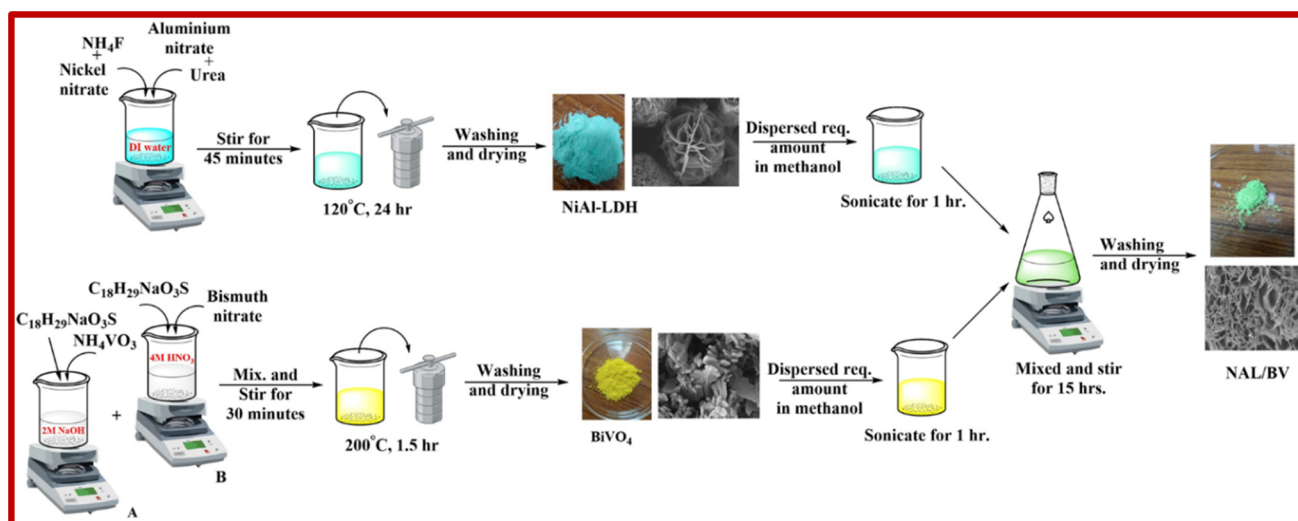 NH₄F
+
Nickel
nitrate
Aluminium
nitrate
+
Urea
DI water
Stir for
45 minutes
120°C, 24 hr
Washing
and drying
NiAl-LDH
Dispersed req.
amount
in methanol
Sonicate for 1 hr.
C₁₈H₂₉NaO₃S
NH₄VO₃
2M NaOH
A
+
C₁₈H₂₉NaO₃S
Bismuth
nitrate
4M HNO₃
B
Mix. and
Stir for
30 minutes
200°C, 1.5 hr
Washing
and drying
BiVO₄
Dispersed req.
amount
in methanol
Sonicate for 1 hr.
Mixed and stir
for 15 hrs.
Washing
and drying
NAL/BV